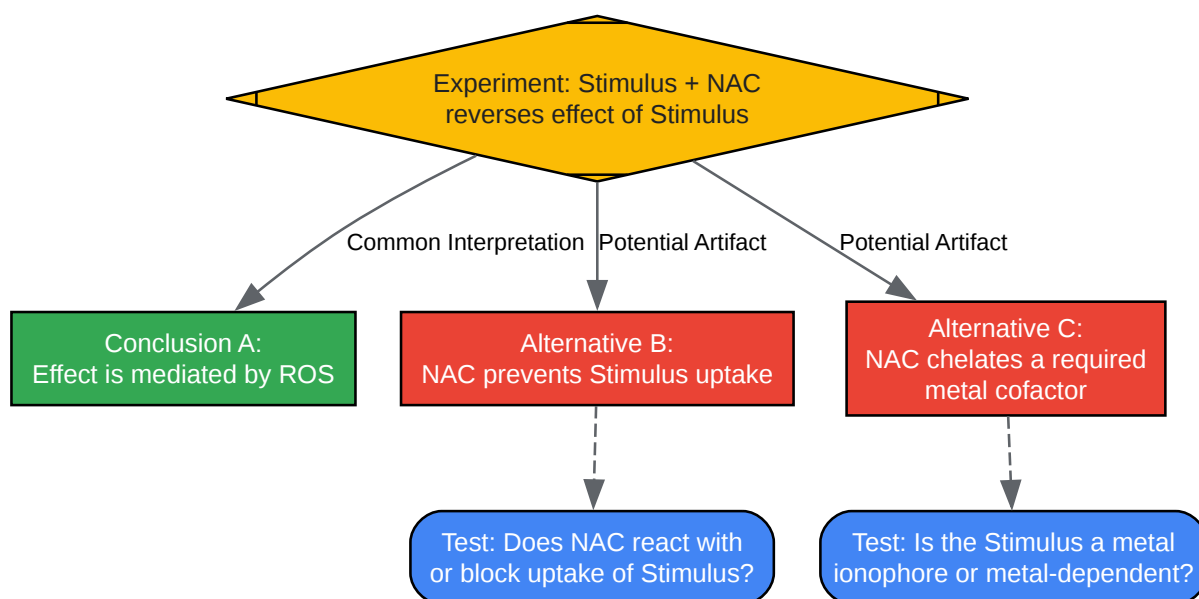 Experiment: Stimulus + NAC
reverses effect of Stimulus
Common Interpretation
Potential Artifact
Potential Artifact
Conclusion A:
Effect is mediated by ROS
Alternative B:
NAC prevents Stimulus uptake
Alternative C:
NAC chelates a required
metal cofactor
Test: Does NAC react with
or block uptake of Stimulus?
Test: Is the Stimulus a metal
ionophore or metal-dependent?